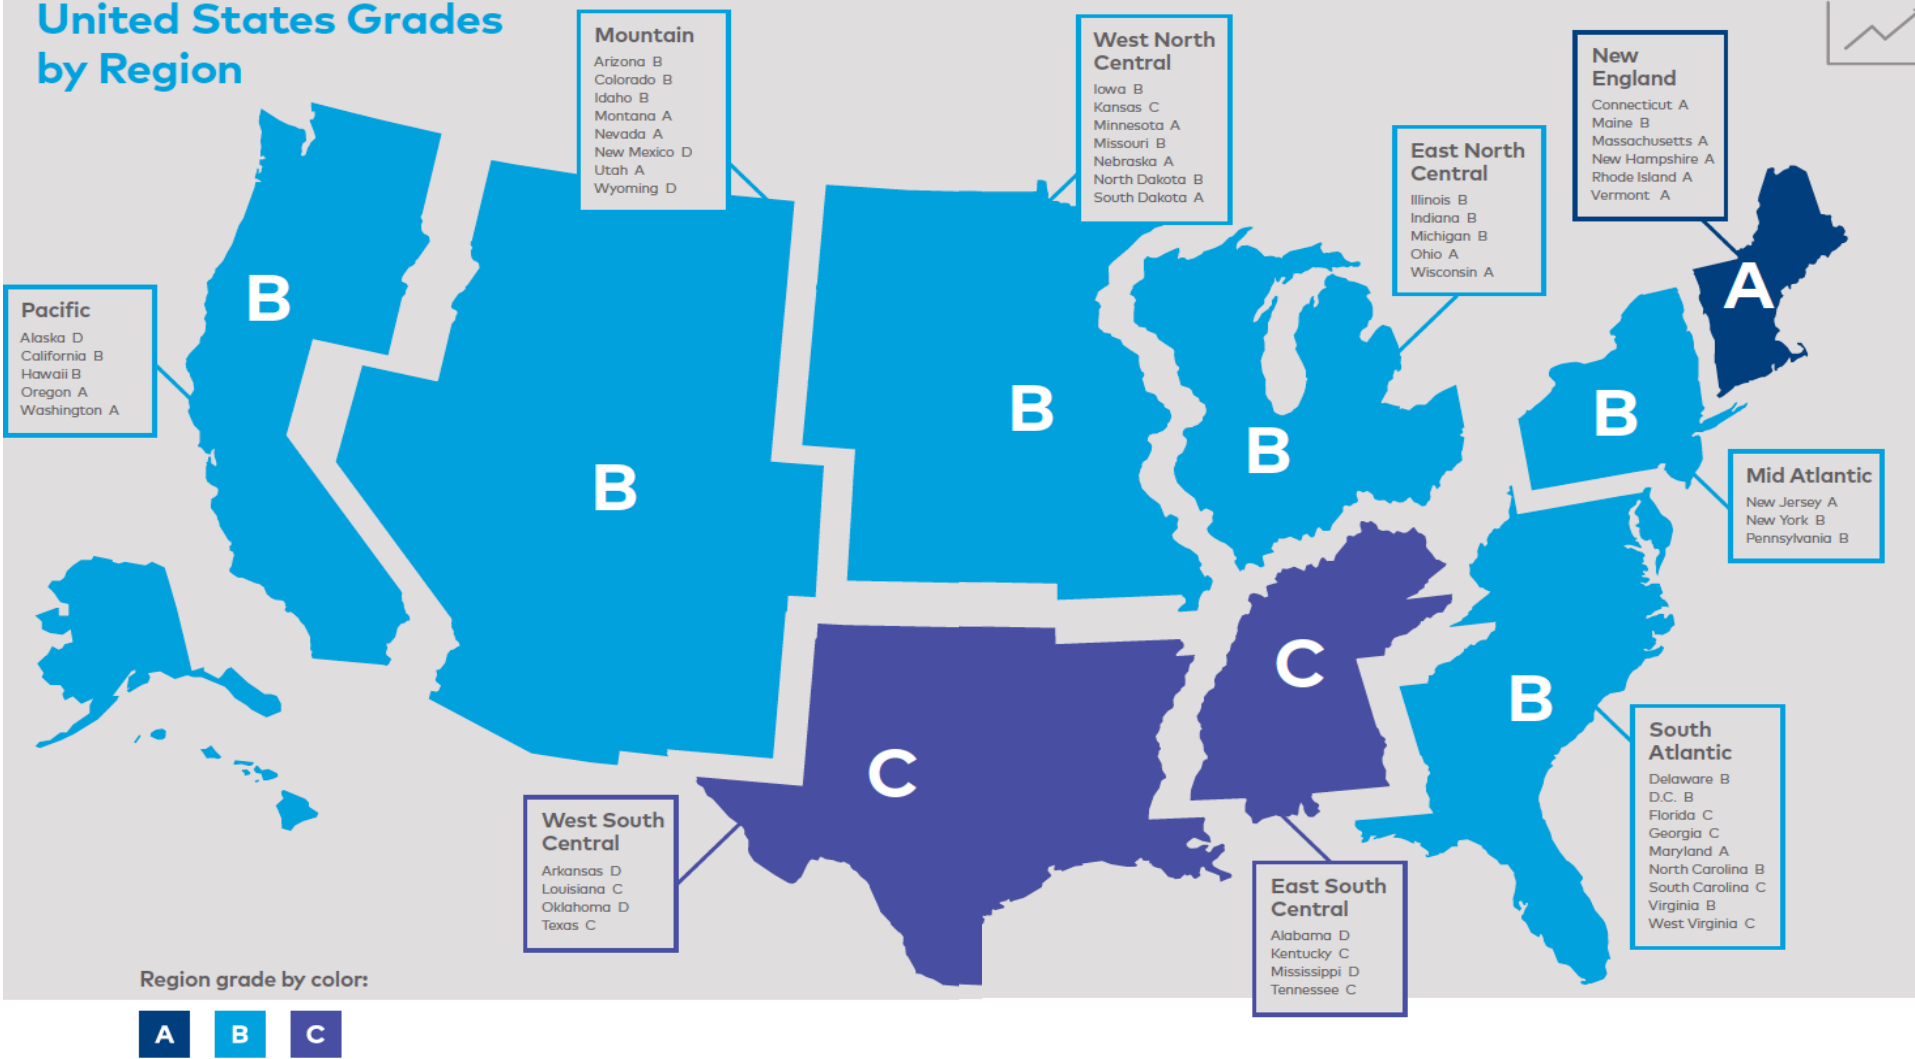 United States Grades
by Region
Mountain
Arizona B
Colorado B
Idaho B
Montana A
Nevada A
New Mexico D
Utah A
Wyoming D
West North
Central
Iowa B
Kansas C
Minnesota A
Missouri B
Nebraska A
North Dakota B
South Dakota A
East North
Central
Illinois B
Indiana B
Michigan B
Ohio A
Wisconsin A
New
England
Connecticut A
Maine B
Massachusetts A
New Hampshire A
Rhode Island A
Vermont A
Pacific
Alaska D
California B
Hawaii B
Oregon A
Washington A
B
B
B
B
B
A
Mid Atlantic
New Jersey A
New York B
Pennsylvania B
C
C
B
West South
Central
Arkansas D
Louisiana C
Oklahoma D
Texas C
East South
Central
Alabama D
Kentucky C
Mississippi D
Tennessee C
South
Atlantic
Delaware B
D.C. B
Florida C
Georgia C
Maryland A
North Carolina B
South Carolina C
Virginia B
West Virginia C
Region grade by color:
A B C